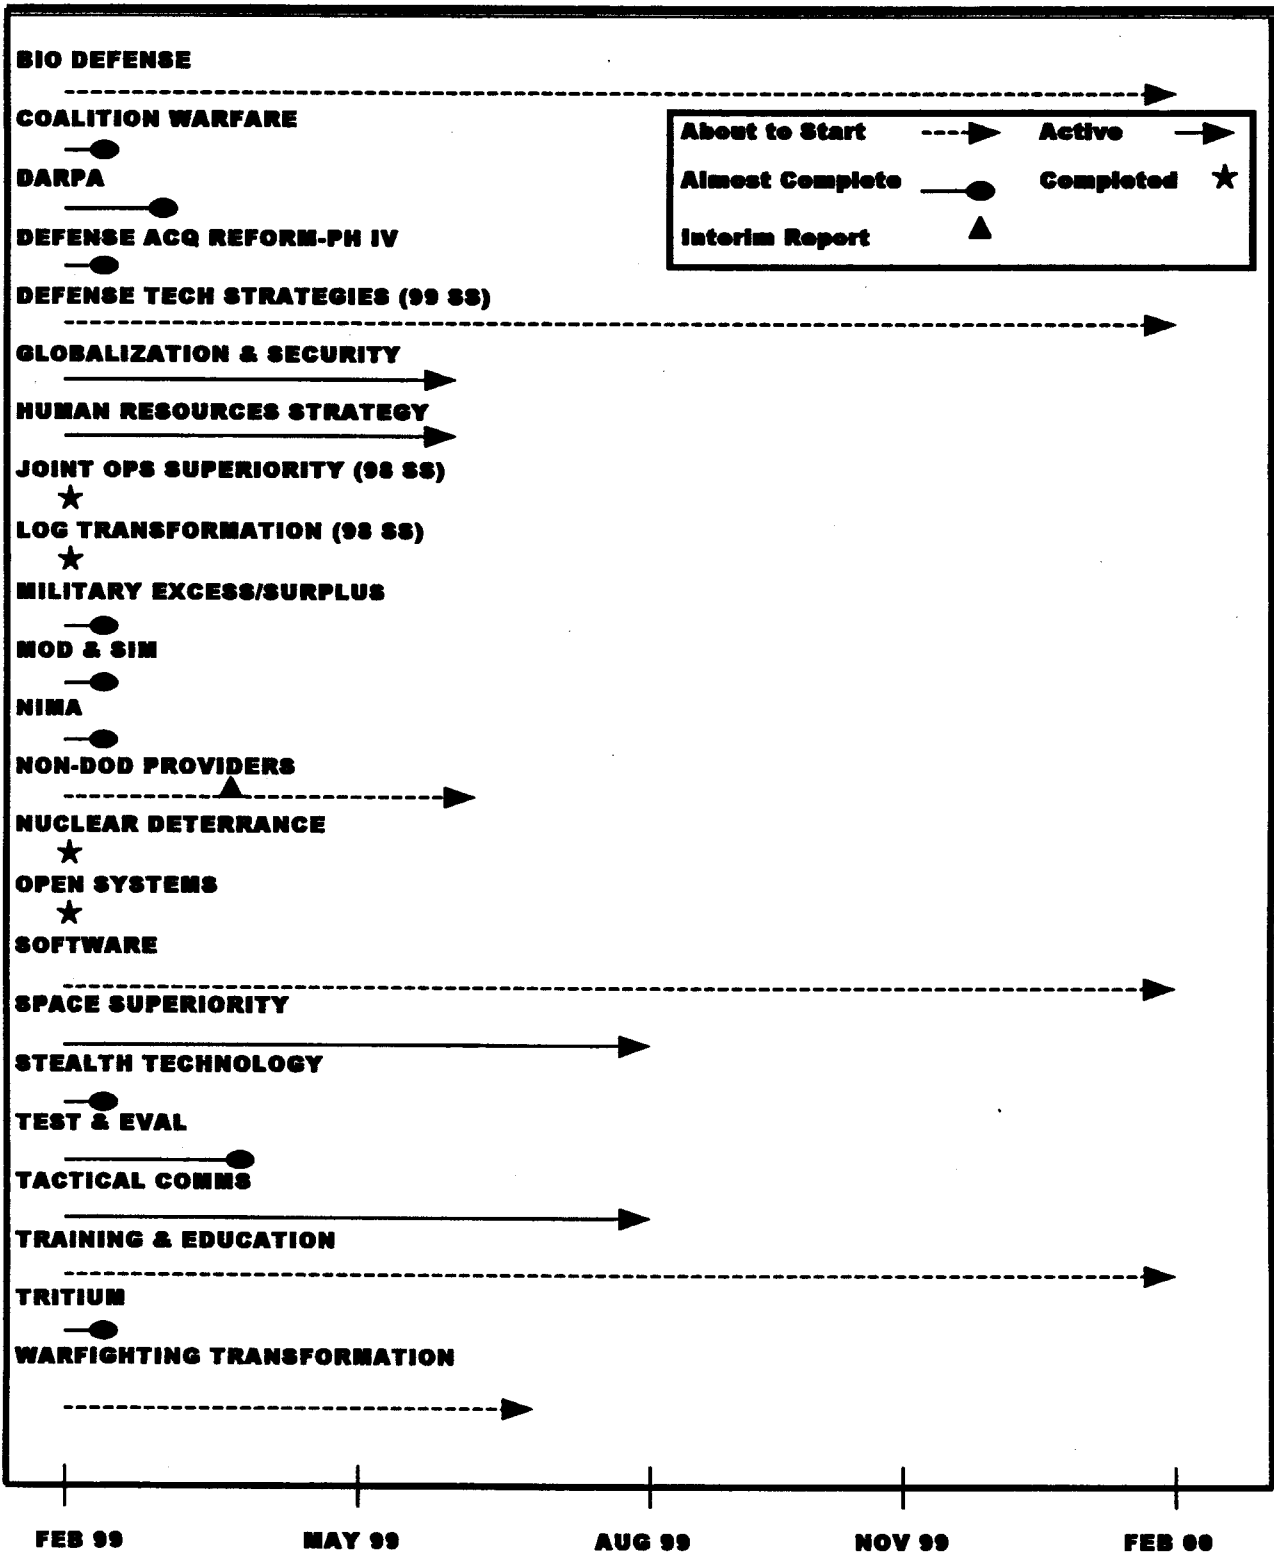 BIO DEFENSE
COALITION WARFARE
About to Start Active
DARPA
Almost Complete Completed
DEFENSE ACQ REFORM-PH IV
Interim Report
DEFENSE TECH STRATEGIES (99 SS)
GLOBALIZATION & SECURITY
HUMAN RESOURCES STRATEGY
JOINT OPS SUPERIORITY (98 SS)
LOG TRANSFORMATION (98 SS)
MILITARY EXCESS/SURPLUS
MOD & SIM
NIMA
NON-DOD PROVIDERS
NUCLEAR DETERRANCE
OPEN SYSTEMS
SOFTWARE
SPACE SUPERIORITY
STEALTH TECHNOLOGY
TEST & EVAL
TACTICAL COMMS
TRAINING & EDUCATION
TRITIUM
WARFIGHTING TRANSFORMATION
FEB 99 MAY 99 AUG 99 NOV 99 FEB 00